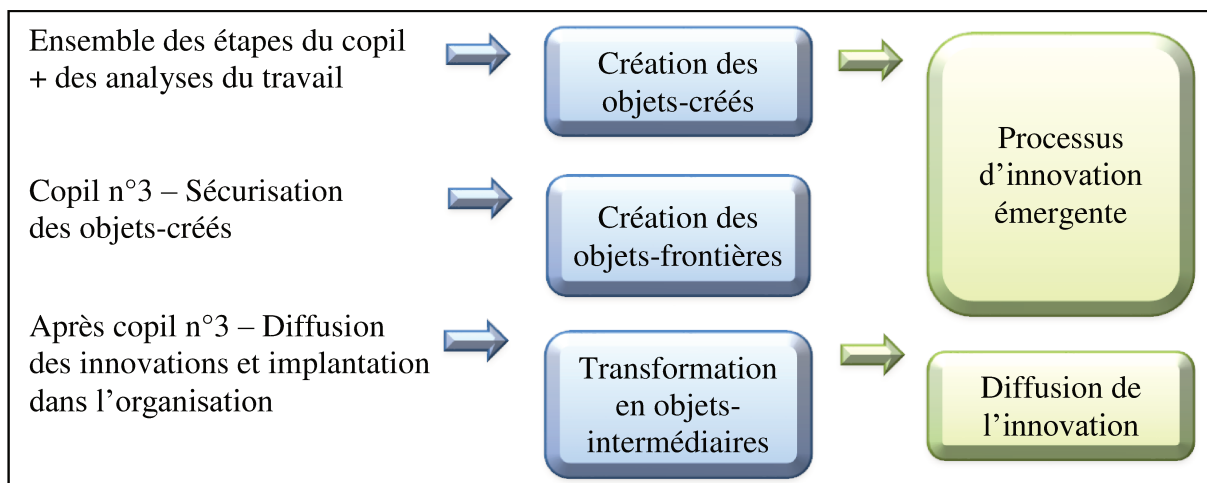 Ensemble des étapes du copil
+ des analyses du travail
Création des
objets-créés
Processus
d’innovation
émergente
Copil n°3 – Sécurisation
des objets-créés
Création des
objets-frontières
Après copil n°3 – Diffusion
des innovations et implantation
dans l’organisation
Transformation
en objets-
intermédiaires
Diffusion de
l’innovation